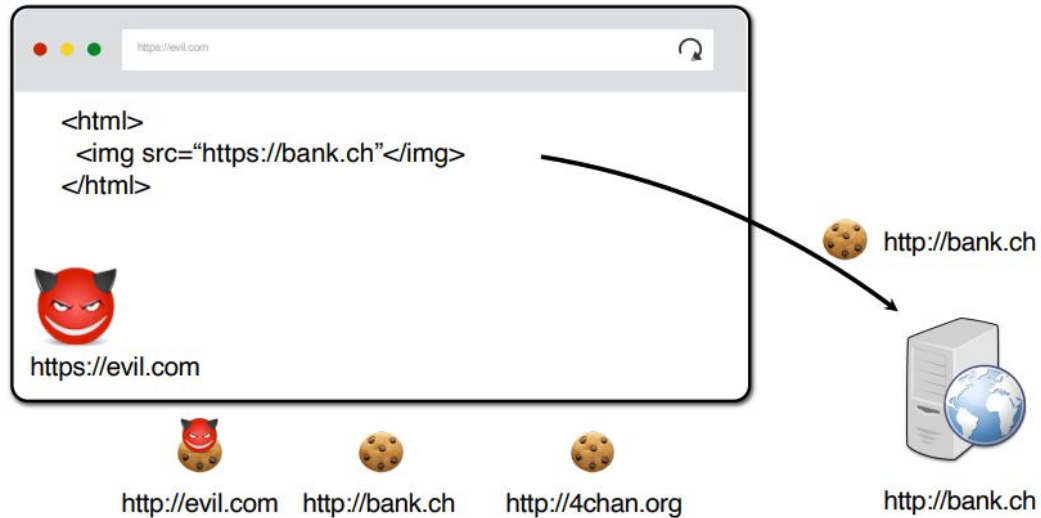 https://evil.com
<html>
<img src=“https://bank.ch”</img>
</html>
http://bank.ch
https://evil.com
http://evil.com
http://bank.ch
http://4chan.org
http://bank.ch